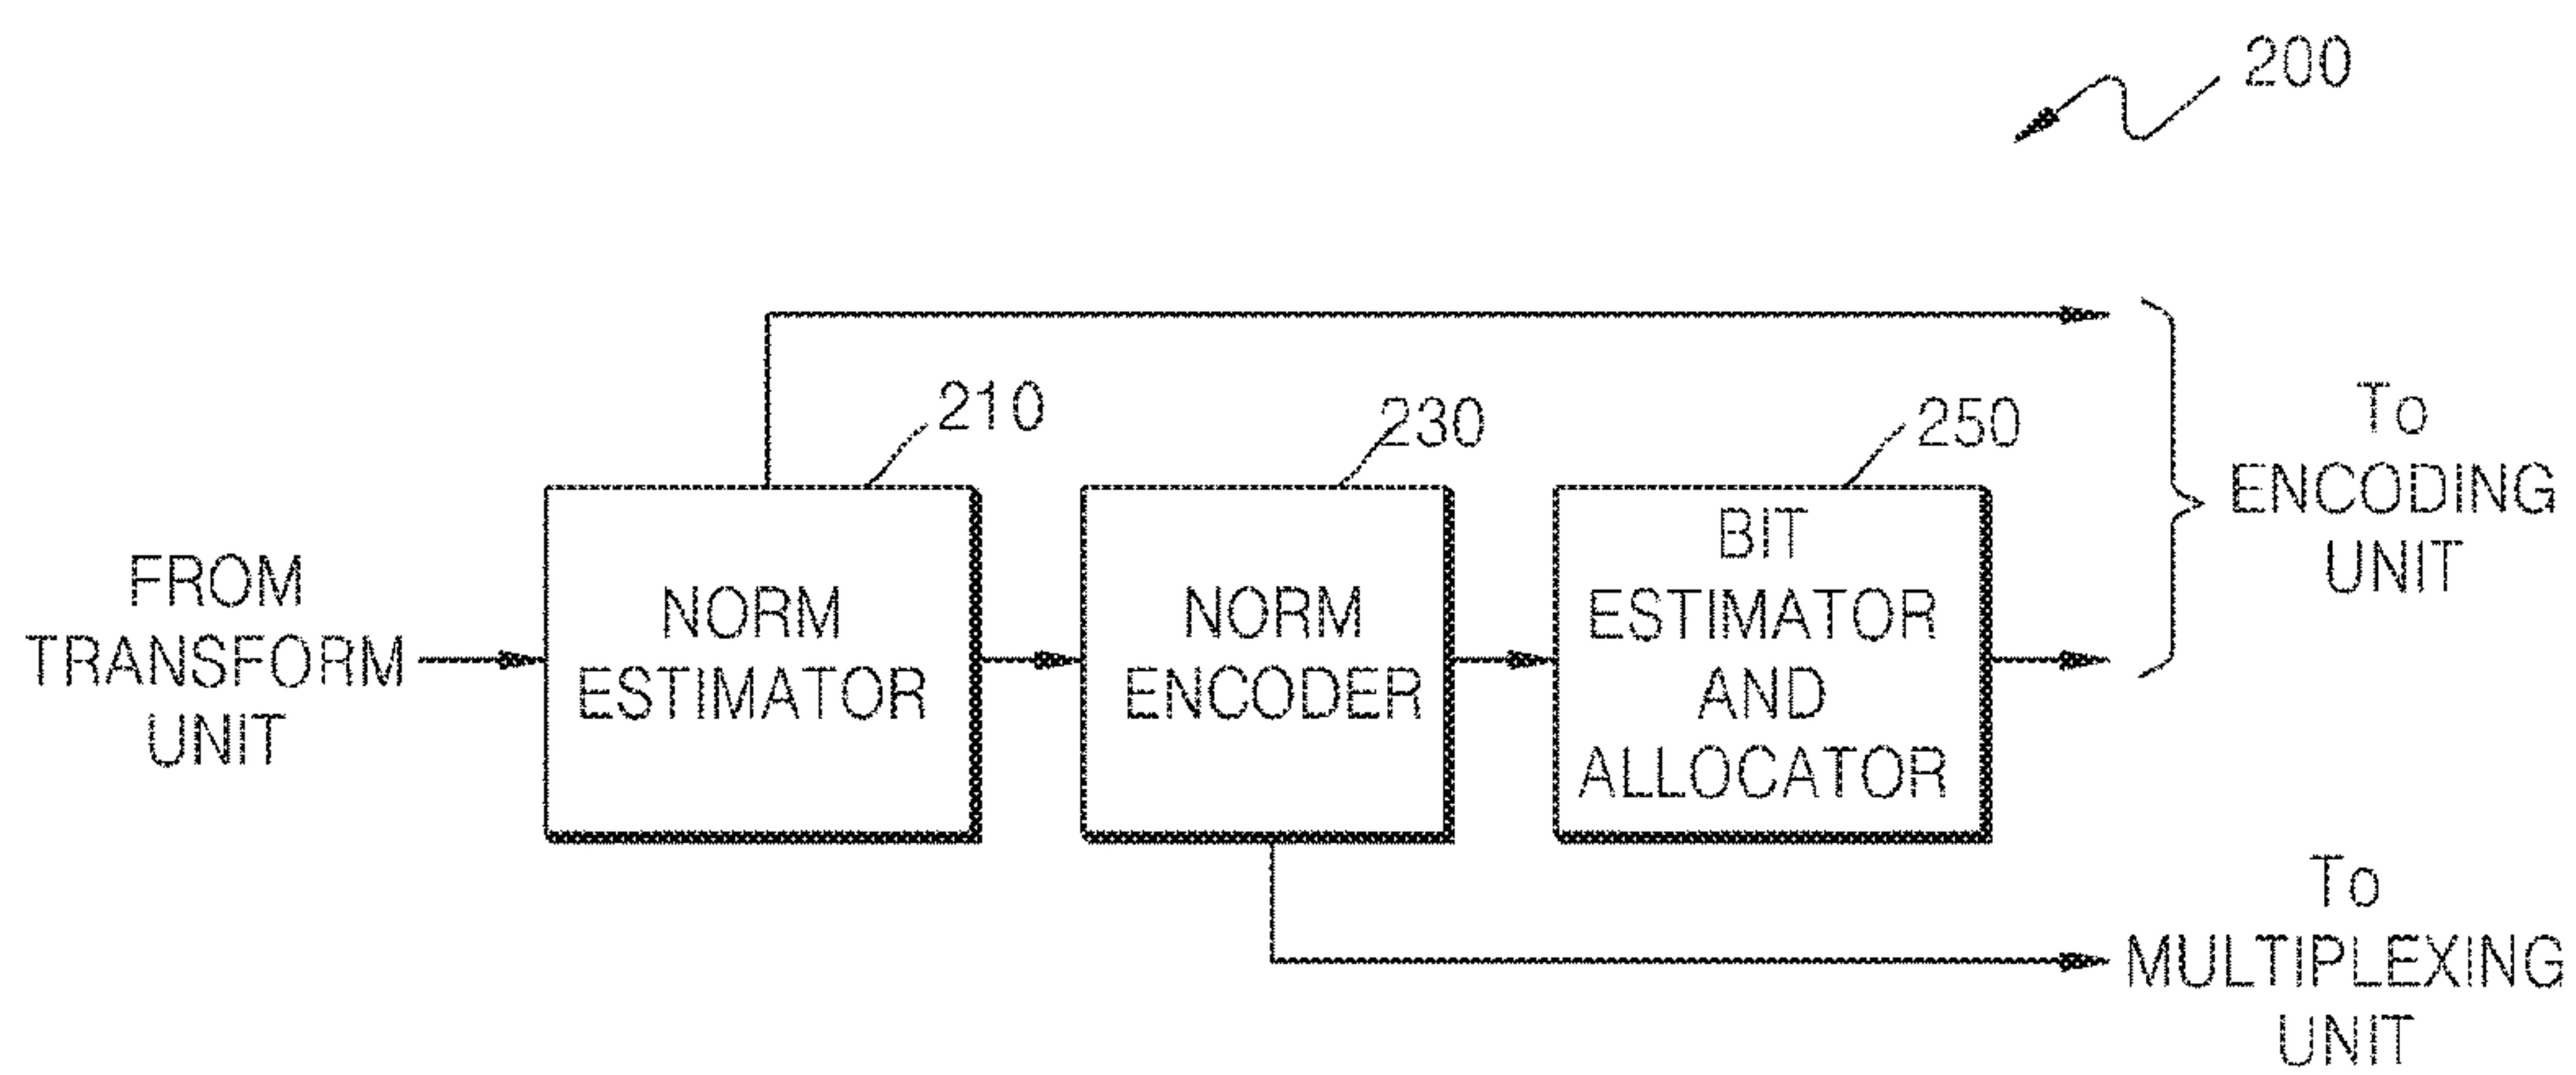 200
210
230
250
FROM
TRANSFORM
UNIT
NORM
ESTIMATOR
NORM
ENCODER
BIT
ESTIMATOR
AND
ALLOCATOR
To
ENCODING
UNIT
To
MULTIPLEXING
UNIT